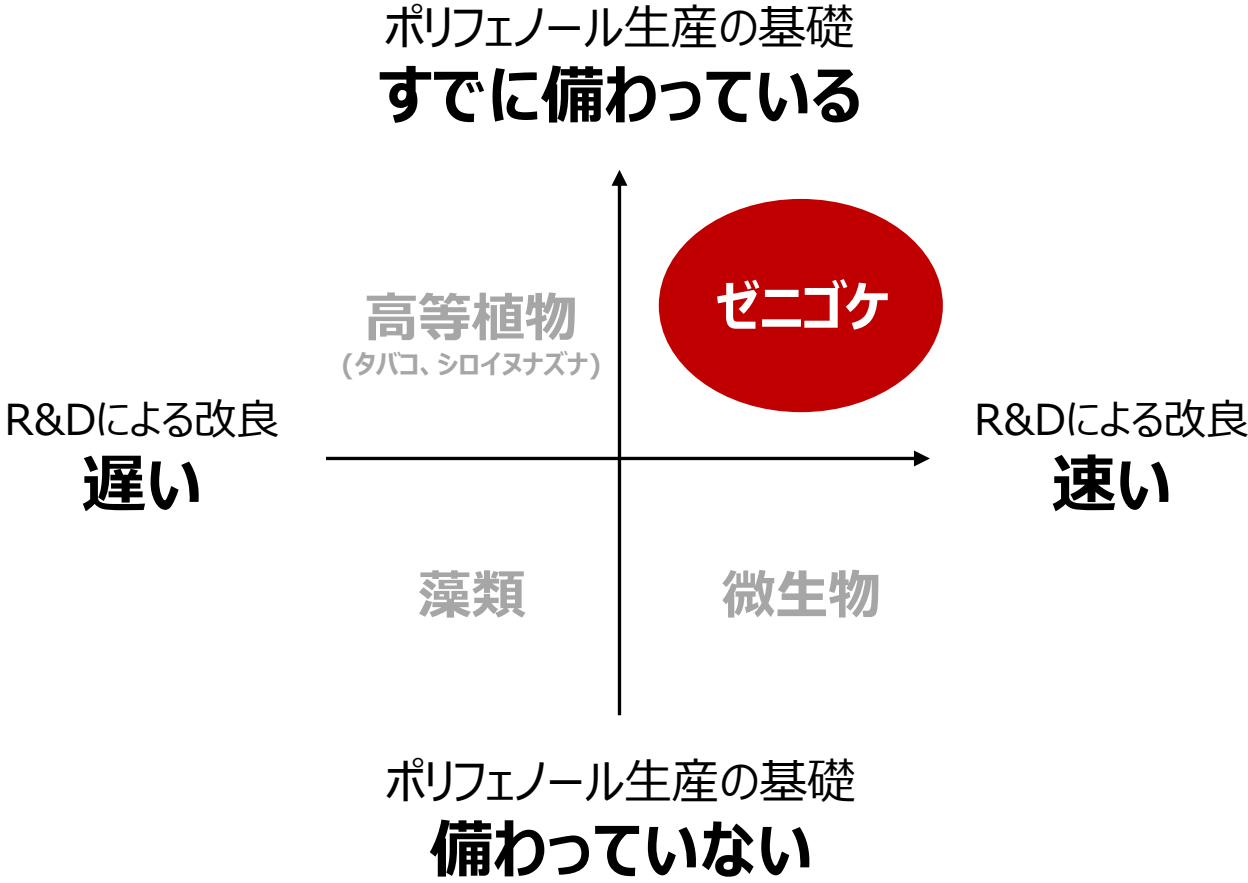 ポリフェノール生産の基礎
すでに備わっている
ゼニゴケ
高等植物
(タバコ、シロイヌナズナ)
R&Dによる改良
遅い
R&Dによる改良
速い
藻類
微生物
ポリフェノール生産の基礎
備わっていない